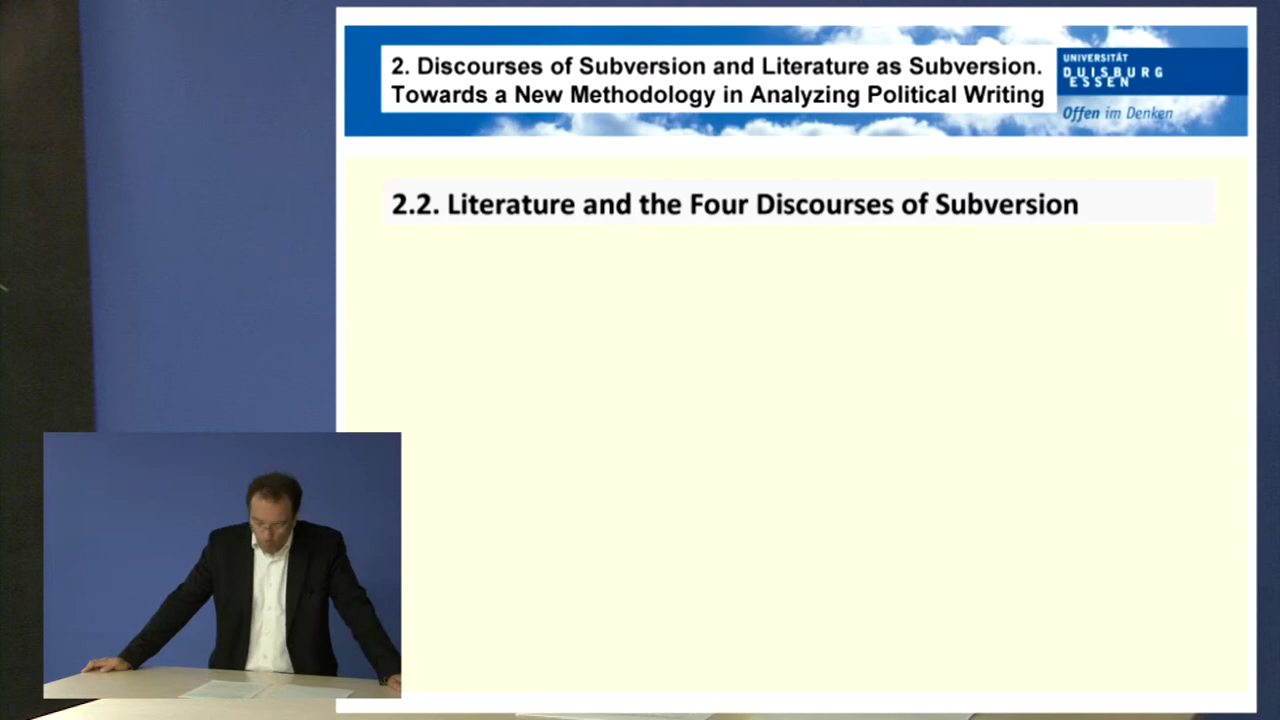 2. Discourses of Subversion and Literature as Subversion.
Towards a New Methodology in Analyzing Political Writing
UNIVERSITÄT
DUISBURG
ESSEN
Offen im Denken
2.2. Literature and the Four Discourses of Subversion